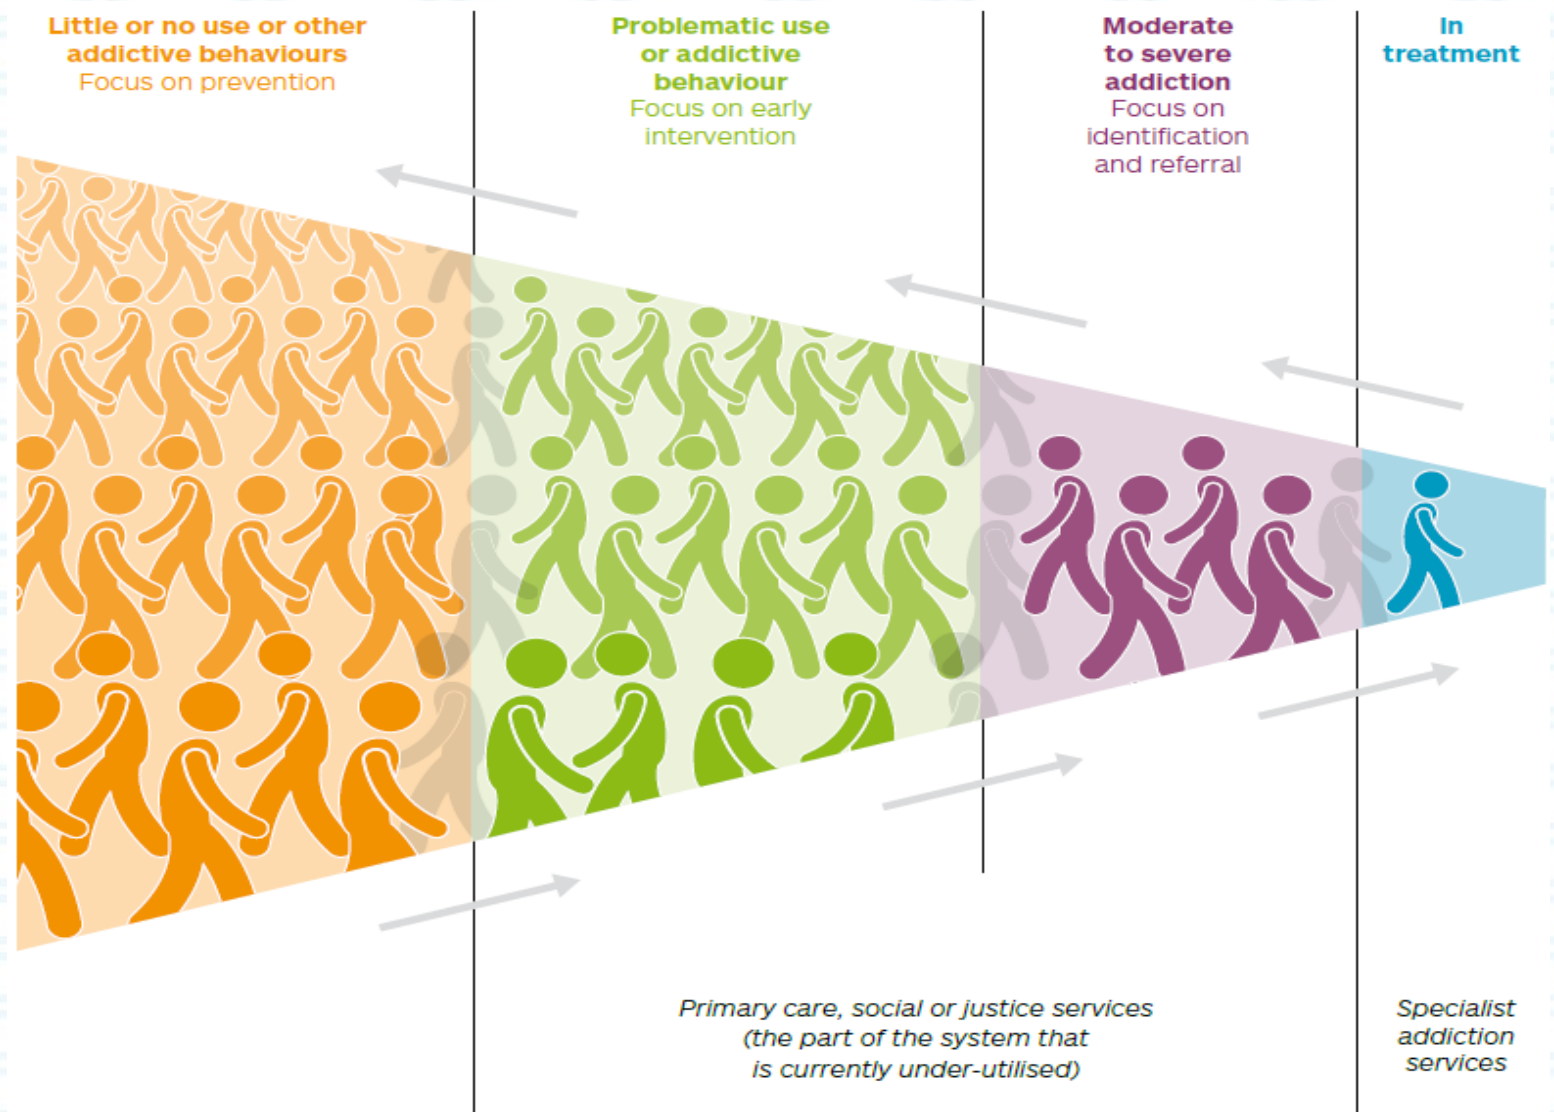 Little or no use or other
addictive behaviours
Focus on prevention
Problematic use
or addictive
behaviour
Focus on early
intervention
Moderate
to severe
addiction
Focus on
identification
and referral
In
treatment
Primary care, social or justice services
(the part of the system that
is currently under-utilised)
Specialist
addiction
services